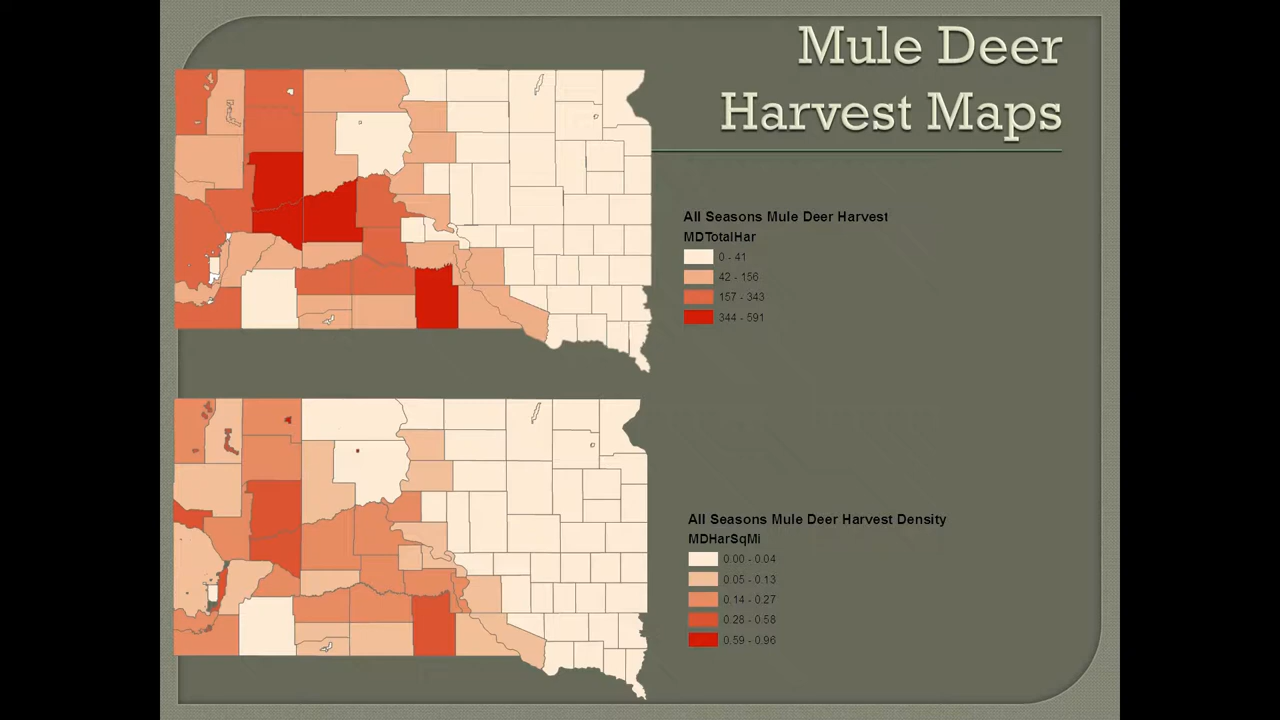 Mule Deer
Harvest Maps
All Seasons Mule Deer Harvest
MDTotalHar
0 - 41
42 - 156
157 - 343
344 - 591
All Seasons Mule Deer Harvest Density
MDHarSqMi
0.00 - 0.04
0.05 - 0.13
0.14 - 0.27
0.28 - 0.58
0.59 - 0.96